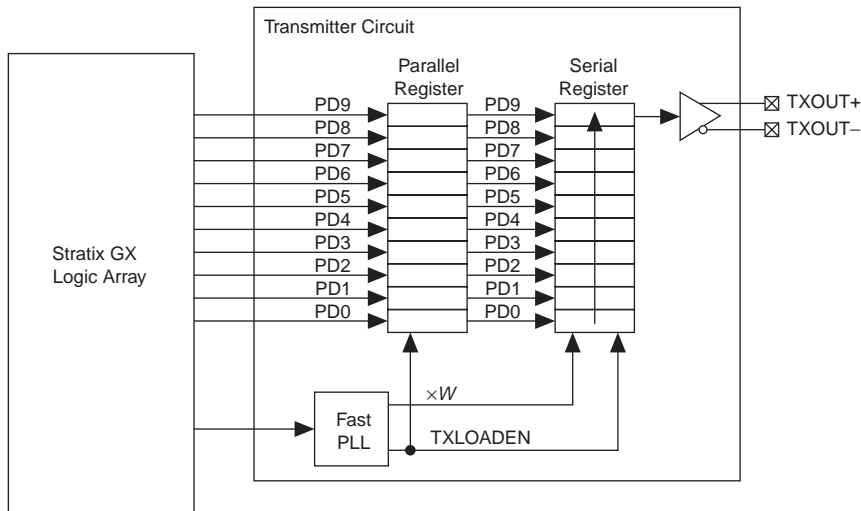 Transmitter Circuit
Parallel
Register
Serial
Register
PD9 PD9
PD8 PD8
PD7 PD7
PD6 PD6
PD5 PD5
PD4 PD4
PD3 PD3
PD2 PD2
PD1 PD1
PD0 PD0
TXOUT+
TXOUT−
Stratix GX
Logic Array
×W
Fast
PLL
TXLOADEN